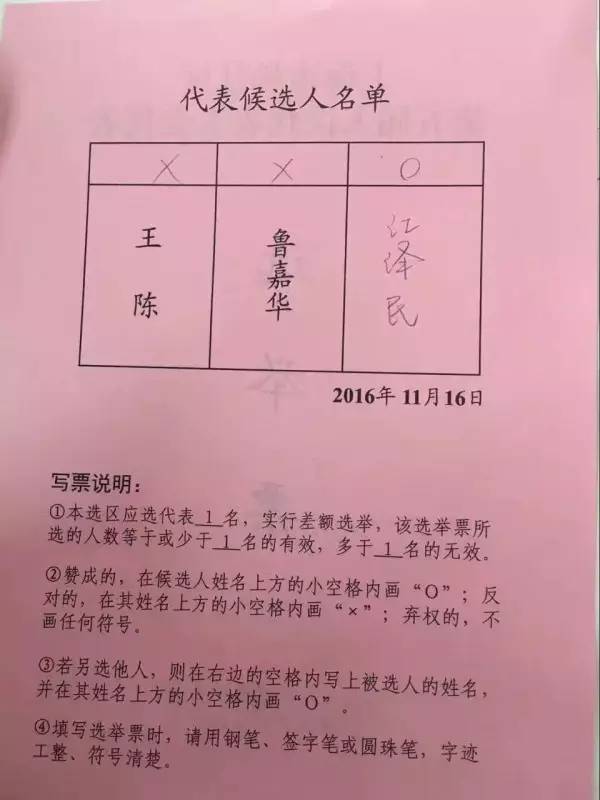 代表候选人名单
X X O
王陈
鲁嘉华
江泽民
2016年 11月16日
写票说明：
①本选区应选代表 1 名，实行差额选举，该选举票所
选的人数等于或少于 1 名的有效，多于 1 名的无效。
②赞成的，在候选人姓名上方的小空格内画“O”；反
对的，在其姓名上方的小空格内画“×”；弃权的，不
画任何符号。
③若另选他人，则在右边的空格内写上被选人的姓名，
并在其姓名上方的小空格内画“O”。
④填写选举票时，请用钢笔、签字笔或圆珠笔，字迹
工整、符号清楚。